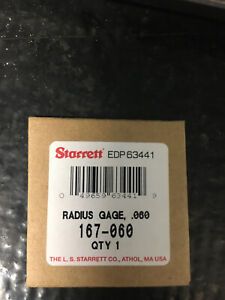 Starrett EDP 63441
0 49659 63441 9
RADIUS GAGE, .060
167-060
QTY 1
THE L. S. STARRETT CO., ATHOL, MA USA